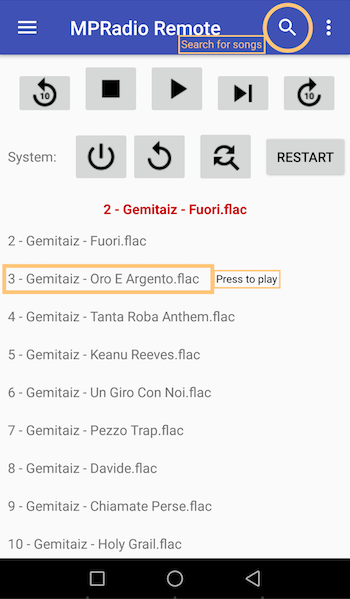 MPRadio Remote
Search for songs
10
10
System:
RESTART
2 - Gemitaiz - Fuori.flac
2 - Gemitaiz - Fuori.flac
3 - Gemitaiz - Oro E Argento.flac
Press to play
4 - Gemitaiz - Tanta Roba Anthem.flac
5 - Gemitaiz - Keanu Reeves.flac
6 - Gemitaiz - Un Giro Con Noi.flac
7 - Gemitaiz - Pezzo Trap.flac
8 - Gemitaiz - Davide.flac
9 - Gemitaiz - Chiamate Perse.flac
10 - Gemitaiz - Holy Grail.flac